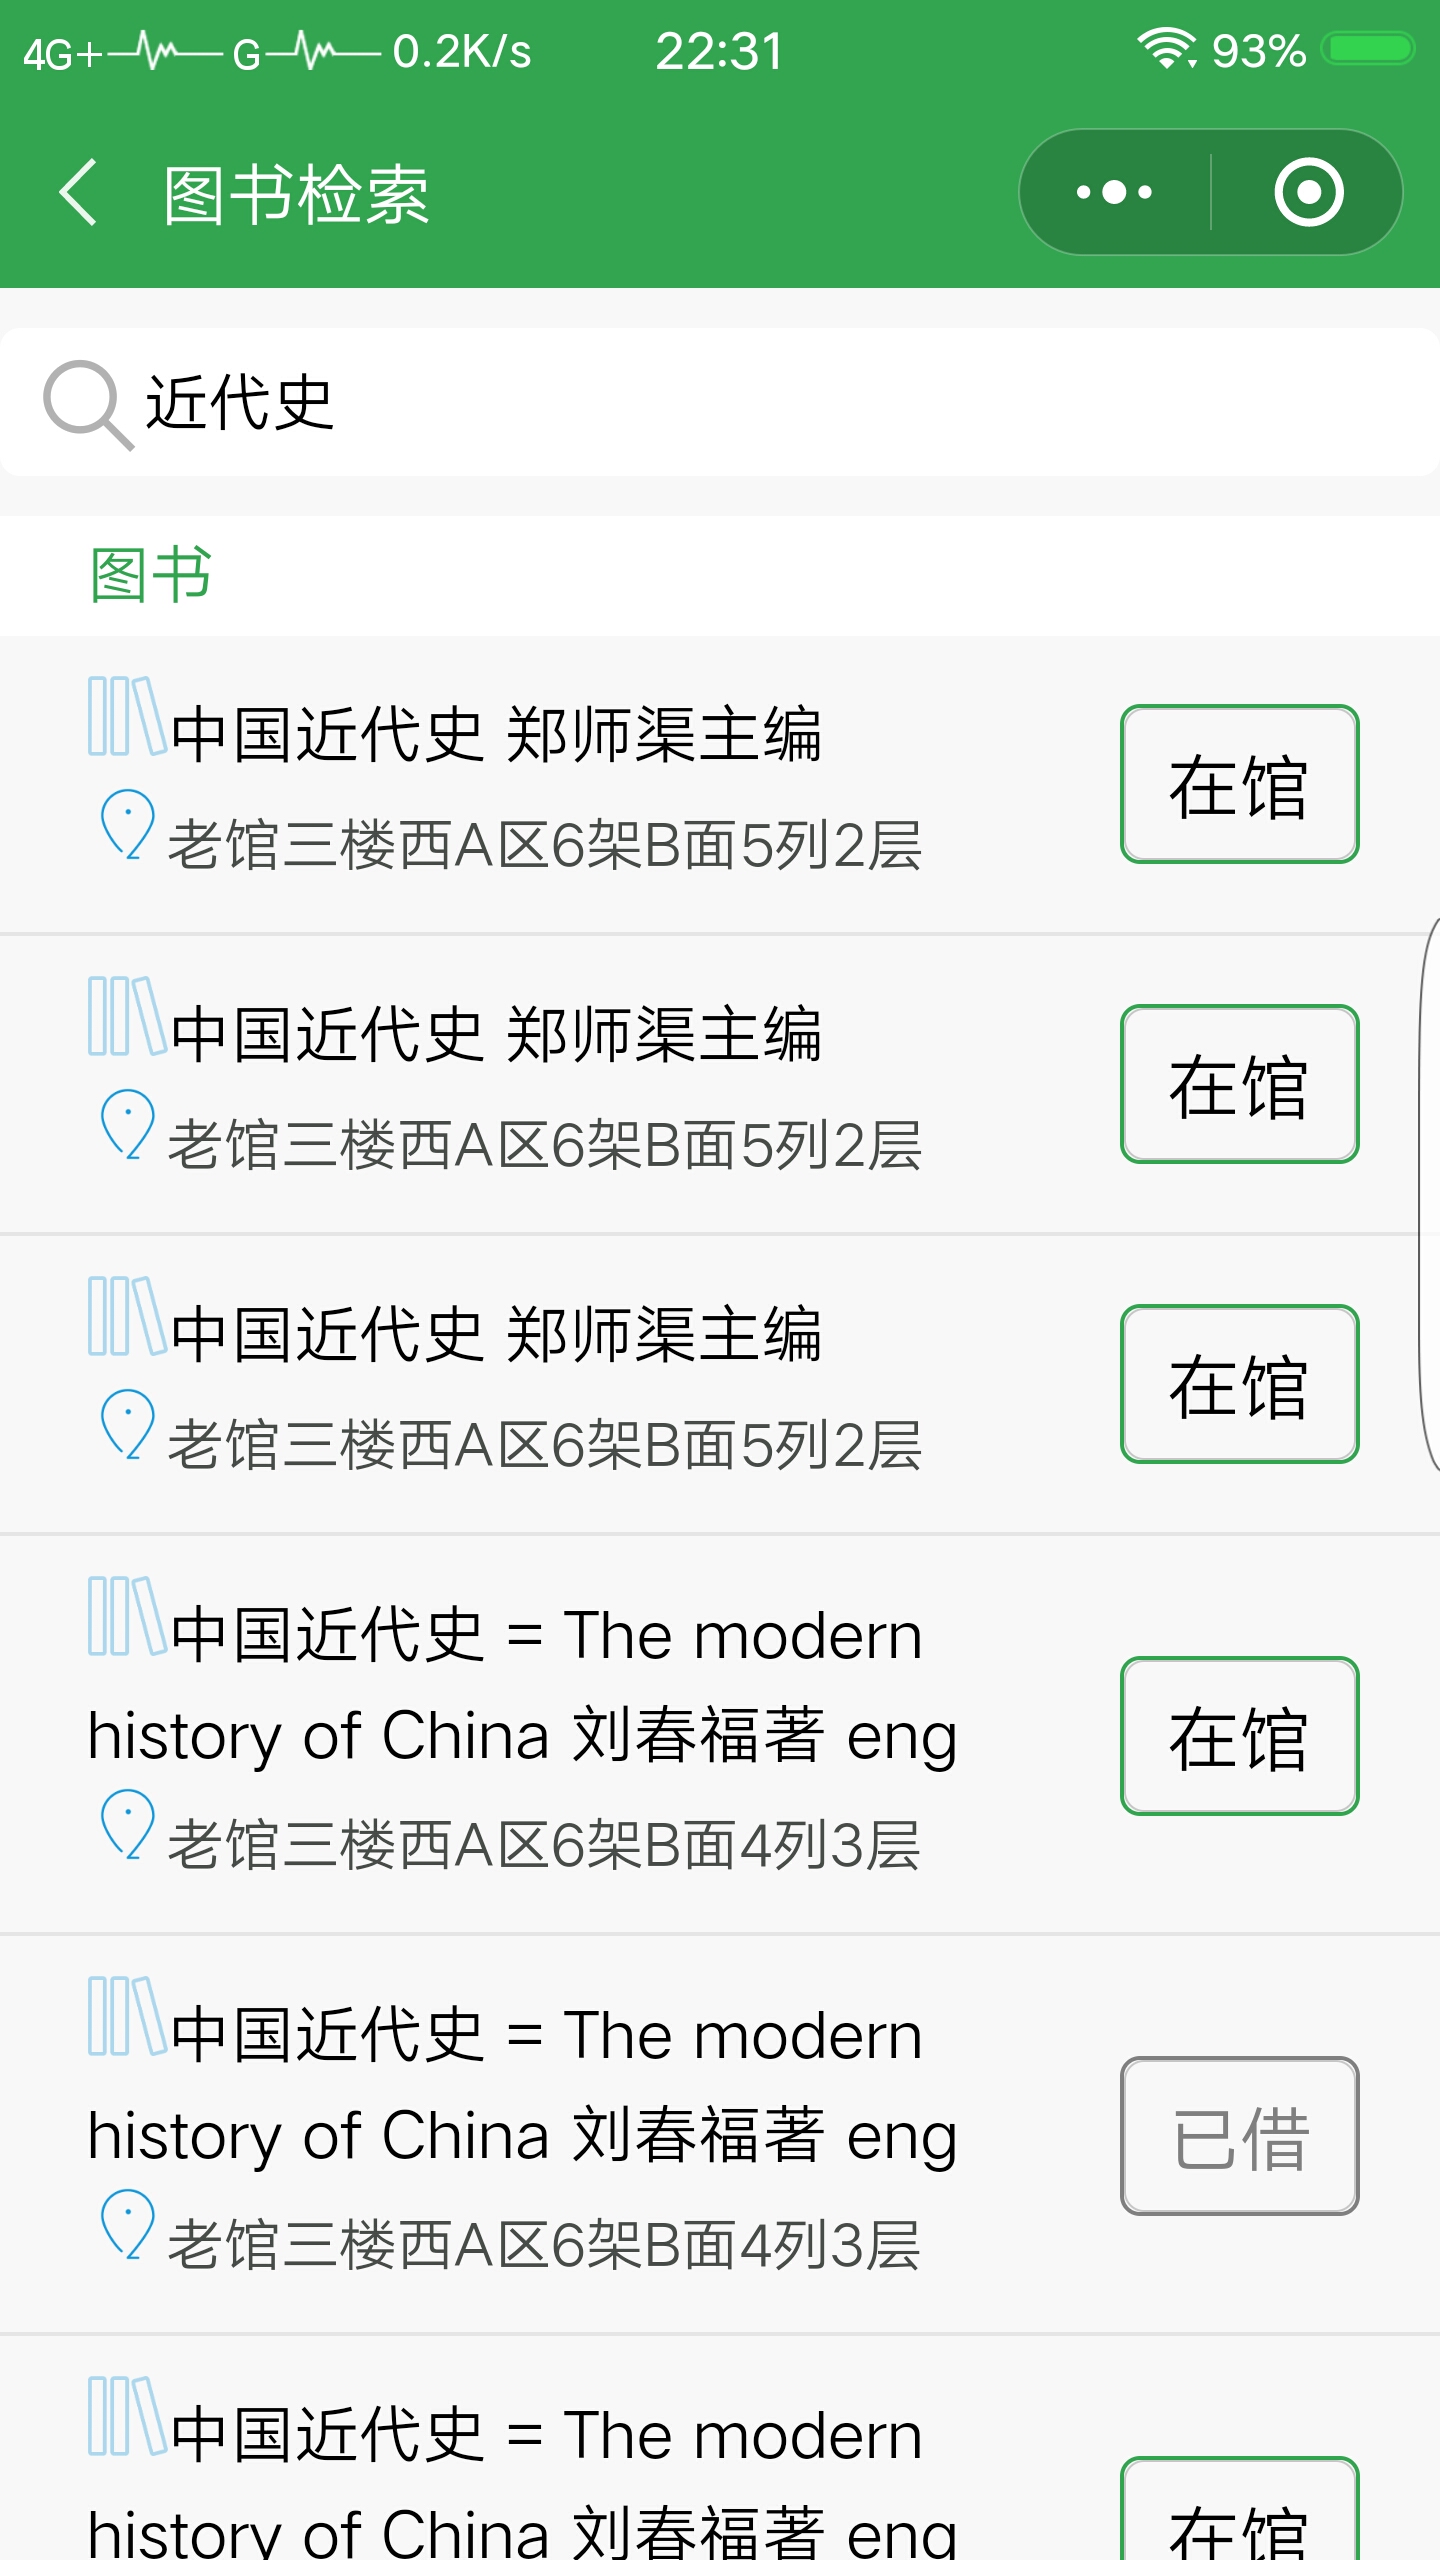 4G+ G 0.2K/s 22:31 93%
图书检索
近代史
图书
中国近代史 郑师渠主编
在馆
老馆三楼西A区6架B面5列2层
中国近代史 郑师渠主编
在馆
老馆三楼西A区6架B面5列2层
中国近代史 郑师渠主编
在馆
老馆三楼西A区6架B面5列2层
中国近代史 = The modern
history of China 刘春福著 eng
在馆
老馆三楼西A区6架B面4列3层
中国近代史 = The modern
history of China 刘春福著 eng
已借
老馆三楼西A区6架B面4列3层
中国近代史 = The modern
history of China 刘春福著 eng
在馆